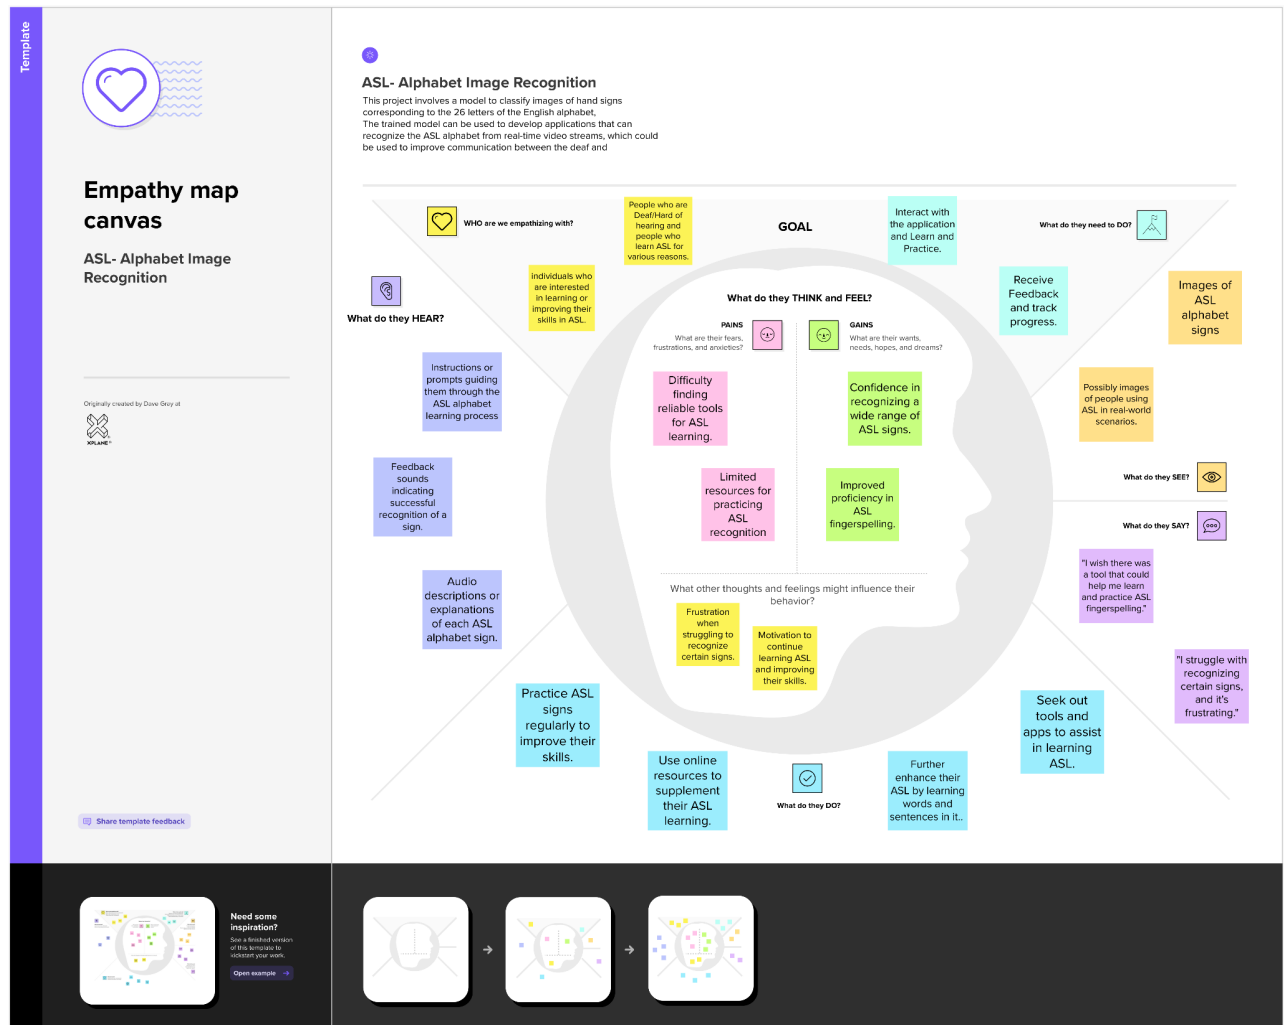 Template
Empathy map
canvas
ASL- Alphabet Image
Recognition
Originally created by Dave Gray at
XPLANE
Share template feedback
ASL- Alphabet Image Recognition
This project involves a model to classify images of hand signs
corresponding to the 26 letters of the English alphabet,
The trained model can be used to develop applications that can
recognize the ASL alphabet from real-time video streams, which could
be used to improve communication between the deaf and
WHO are we empathizing with?
People who are
Deaf/Hard of
hearing and
people who
learn ASL for
various reasons.
individuals who
are interested
in learning or
improving their
skills in ASL.
GOAL
Interact with
the application
and Learn and
Practice.
What do they need to DO?
Receive
Feedback
and track
progress.
Images of
ASL
alphabet
signs
Possibly images
of people using
ASL in real-world
scenarios.
What do they SEE?
What do they SAY?
"I wish there was
a tool that could
help me learn
and practice ASL
fingerspelling."
"I struggle with
recognizing
certain signs,
and it's
frustrating."
What do they HEAR?
Instructions or
prompts guiding
them through the
ASL alphabet
learning process
Feedback
sounds
indicating
successful
recognition of a
sign.
Audio
descriptions or
explanations
of each ASL
alphabet sign.
What do they THINK and FEEL?
PAINS
What are their fears,
frustrations, and anxieties?
GAINS
What are their wants,
needs, hopes, and dreams?
Difficulty
finding
reliable tools
for ASL
learning.
Limited
resources for
practicing
ASL
recognition
Confidence in
recognizing a
wide range of
ASL signs.
Improved
proficiency in
ASL
fingerspelling.
What other thoughts and feelings might influence their
behavior?
Frustration
when
struggling to
recognize
certain signs.
Motivation to
continue
learning ASL
and improving
their skills.
Practice ASL
signs
regularly to
improve their
skills.
Use online
resources to
supplement
their ASL
learning.
What do they DO?
Further
enhance their
ASL by learning
words and
sentences in it..
Seek out
tools and
apps to assist
in learning
ASL.
Need some
inspiration?
See a finished version
of this template to
kickstart your work.
Open example